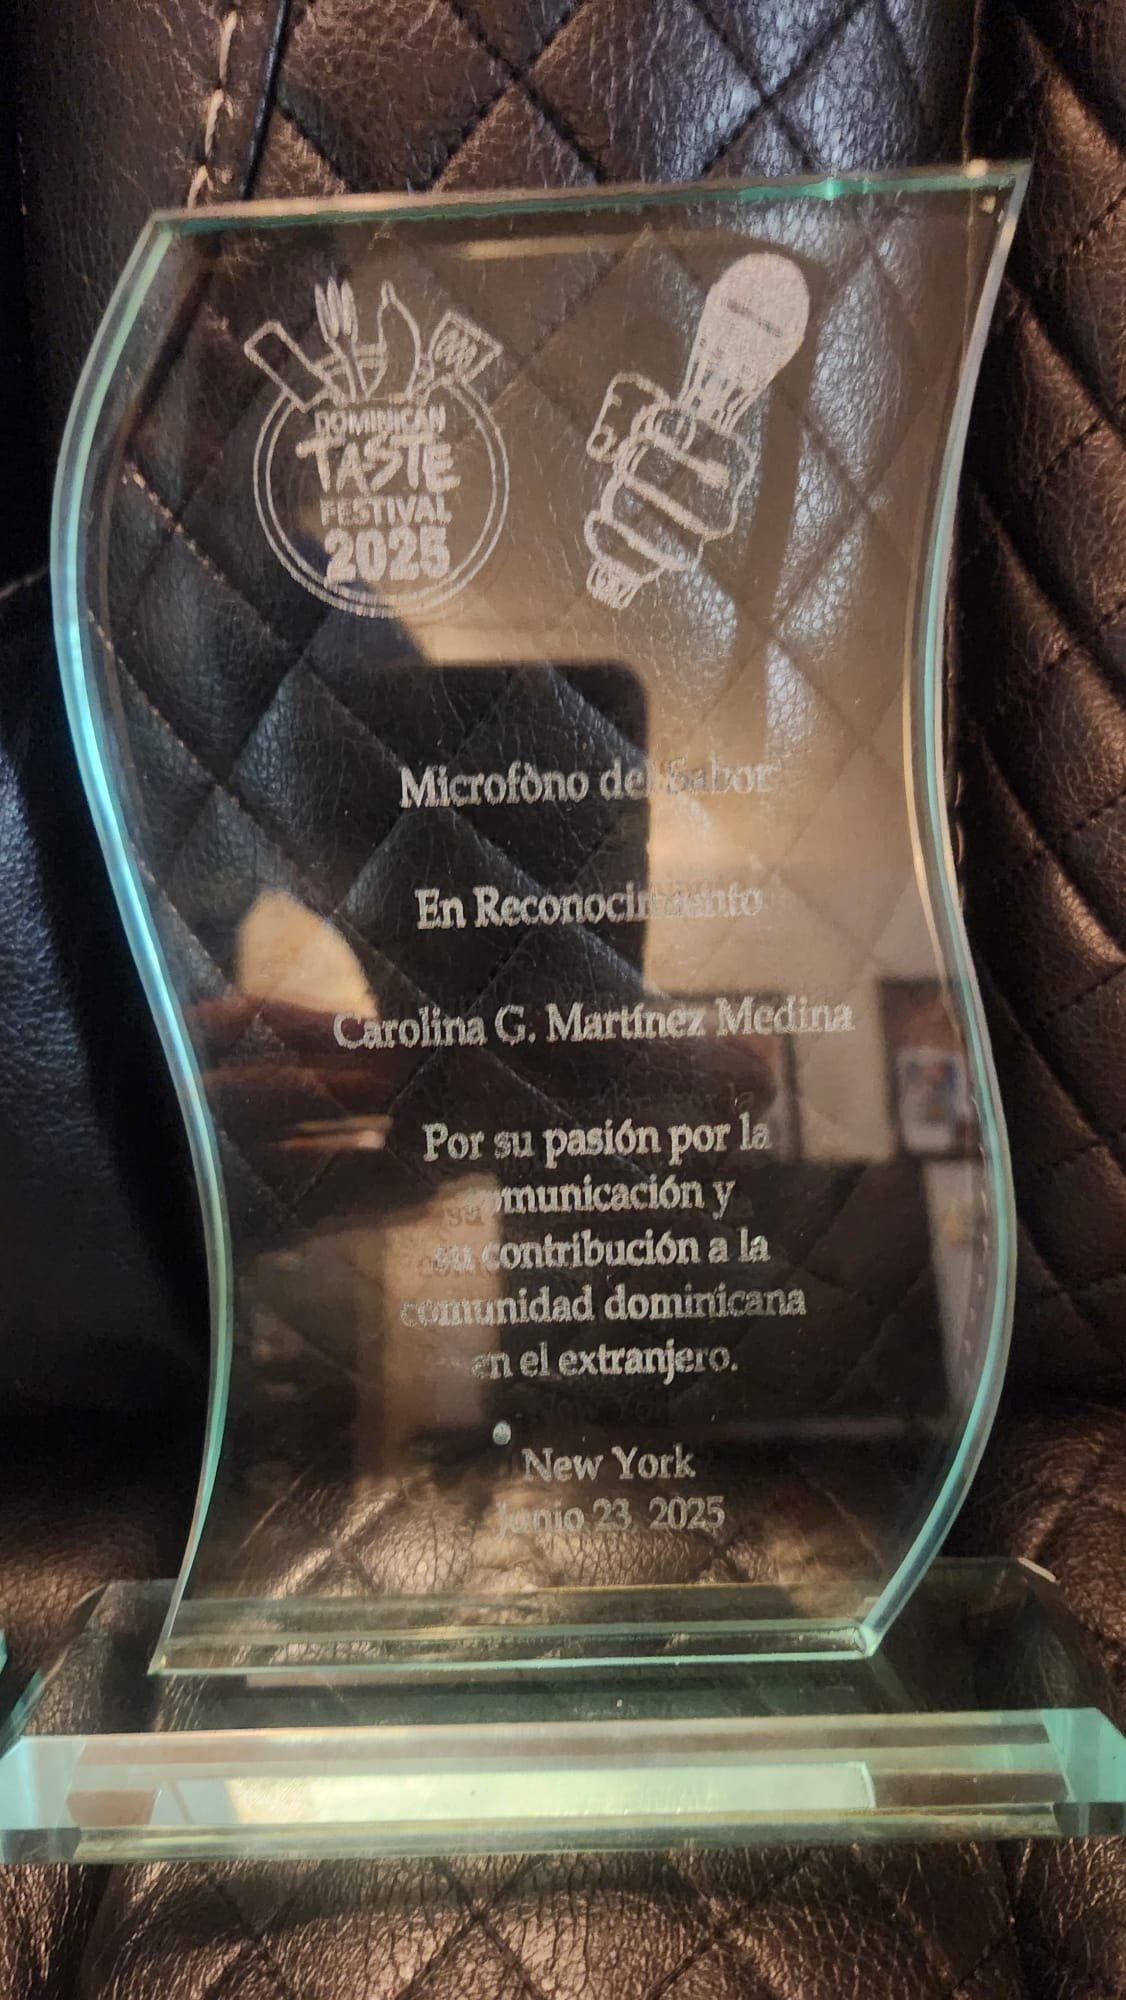 DOMINICAN
TASTE
FESTIVAL
2025
Microfòno del Sabor
En Reconocimiento
Carolina G. Martínez Medina
Por su pasión por la
comunicación y
su contribución a la
comunidad dominicana
en el extranjero.
New York
Junio 23 2025